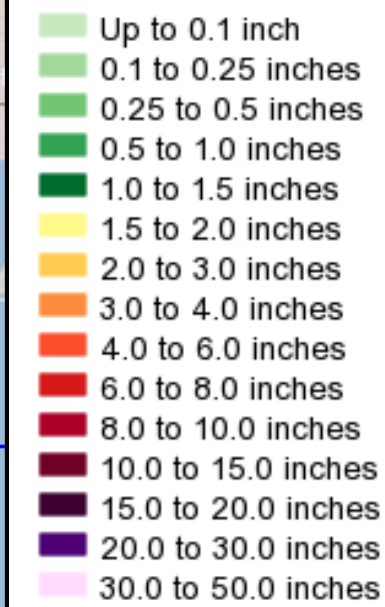 Up to 0.1 inch
0.1 to 0.25 inches
0.25 to 0.5 inches
0.5 to 1.0 inches
1.0 to 1.5 inches
1.5 to 2.0 inches
2.0 to 3.0 inches
3.0 to 4.0 inches
4.0 to 6.0 inches
6.0 to 8.0 inches
8.0 to 10.0 inches
10.0 to 15.0 inches
15.0 to 20.0 inches
20.0 to 30.0 inches
30.0 to 50.0 inches